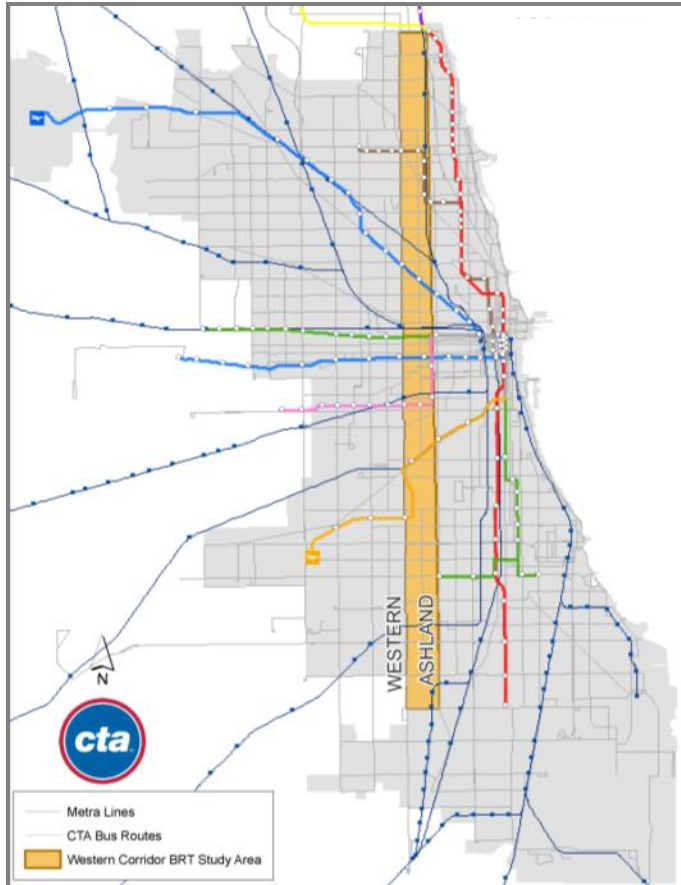 WESTERN
ASHLAND
N
cta
Metra Lines
CTA Bus Routes
Western Corridor BRT Study Area